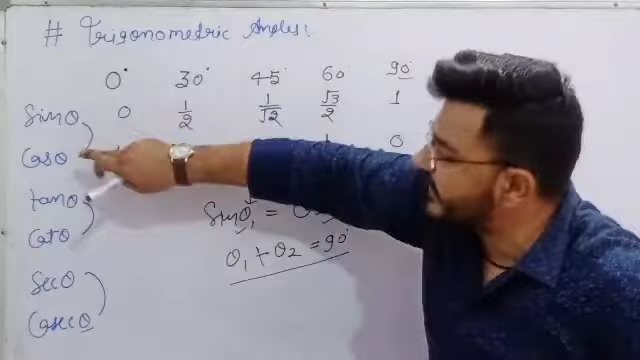 # Trigonometric Angles:
0° 30° 45° 60 90
sinθ 0 1/2 1/√2 √3/2 1
cosθ 0
tanθ Sinθ₁ =
cotθ θ₁ + θ₂ = 90°
secθ
cosecθ